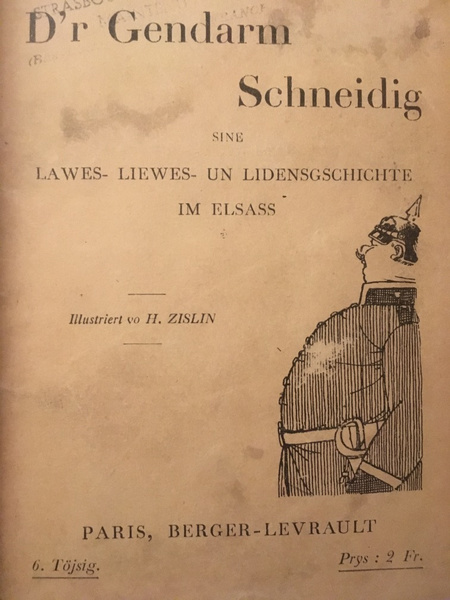 STRASBO
D'r Gendarm
Schneidig
SINE
LAWES- LIEWES- UN LIDENSGSCHICHTE
IM ELSASS
Illustriert vo H. ZISLIN
PARIS, BERGER-LEVRAULT
6. Töjsig.
Prys : 2 Fr.